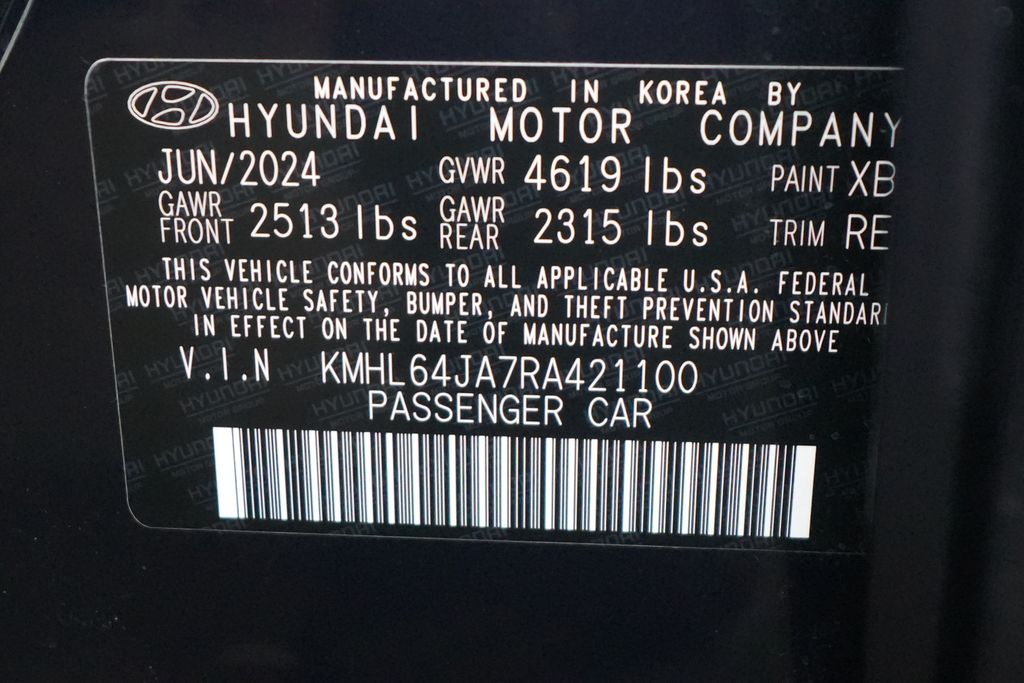 MANUFACTURED IN KOREA BY
HYUNDAI MOTOR COMPANY
JUN/2024 GVWR 4619 lbs PAINT XB
GAWR FRONT 2513 lbs GAWR REAR 2315 lbs TRIM RE
THIS VEHICLE CONFORMS TO ALL APPLICABLE U.S.A. FEDERAL
MOTOR VEHICLE SAFETY, BUMPER, AND THEFT PREVENTION STANDAR
IN EFFECT ON THE DATE OF MANUFACTURE SHOWN ABOVE
V.I.N KMHL64JA7RA421100
PASSENGER CAR